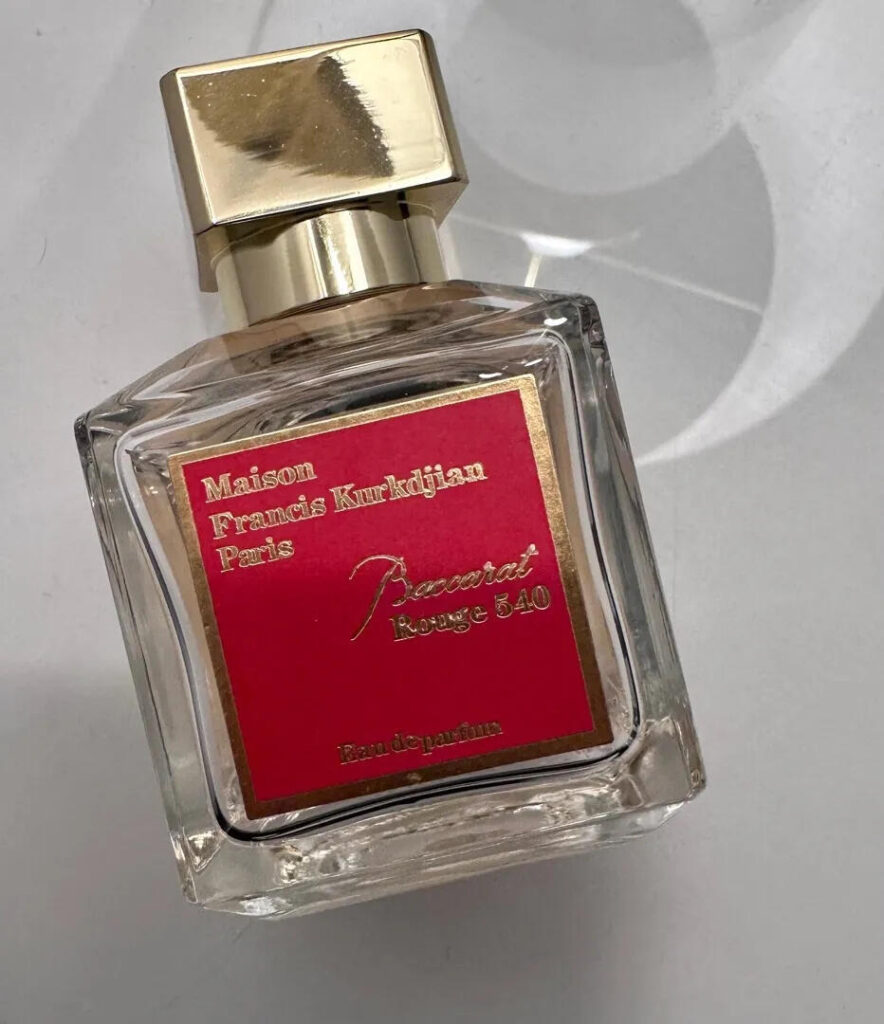 Maison
Francis Kurkdjian
Paris
Baccarat
Rouge 540
Eau de parfum